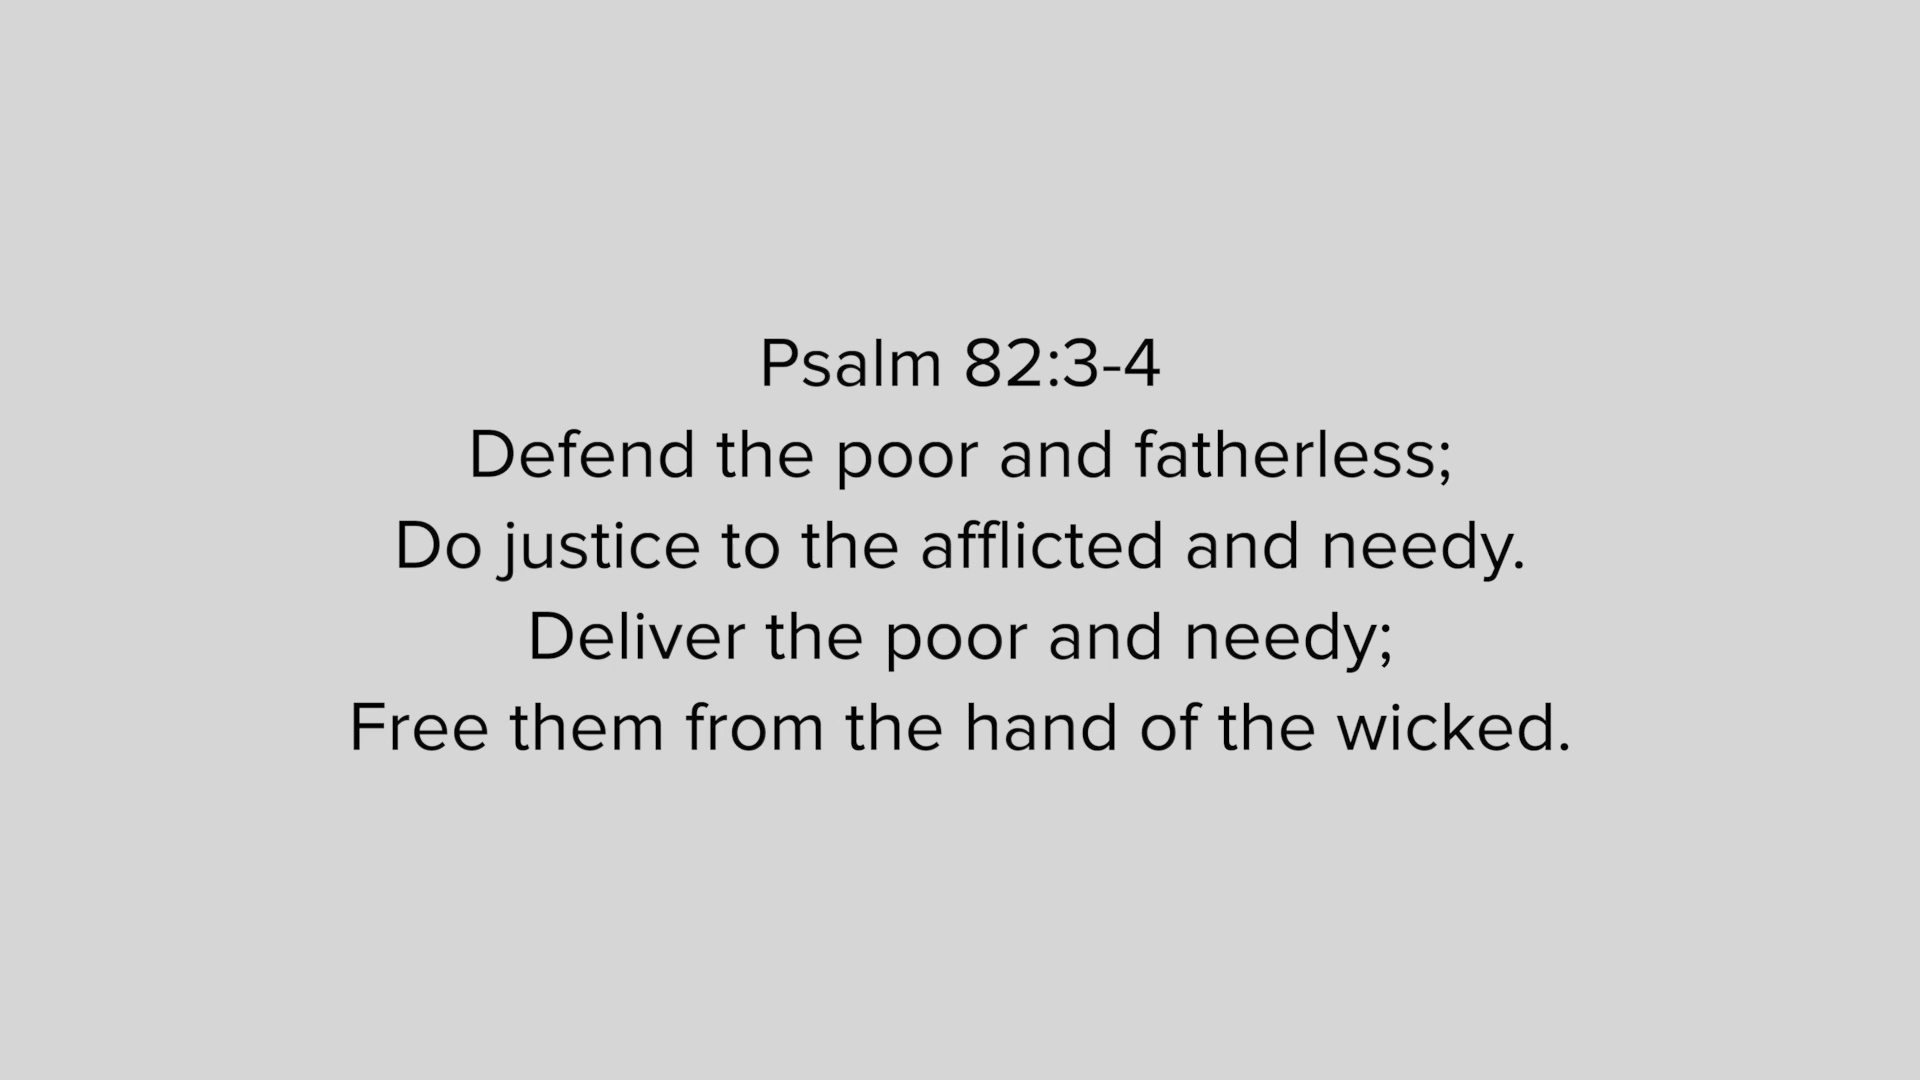 Psalm 82:3-4
Defend the poor and fatherless;
Do justice to the afflicted and needy.
Deliver the poor and needy;
Free them from the hand of the wicked.